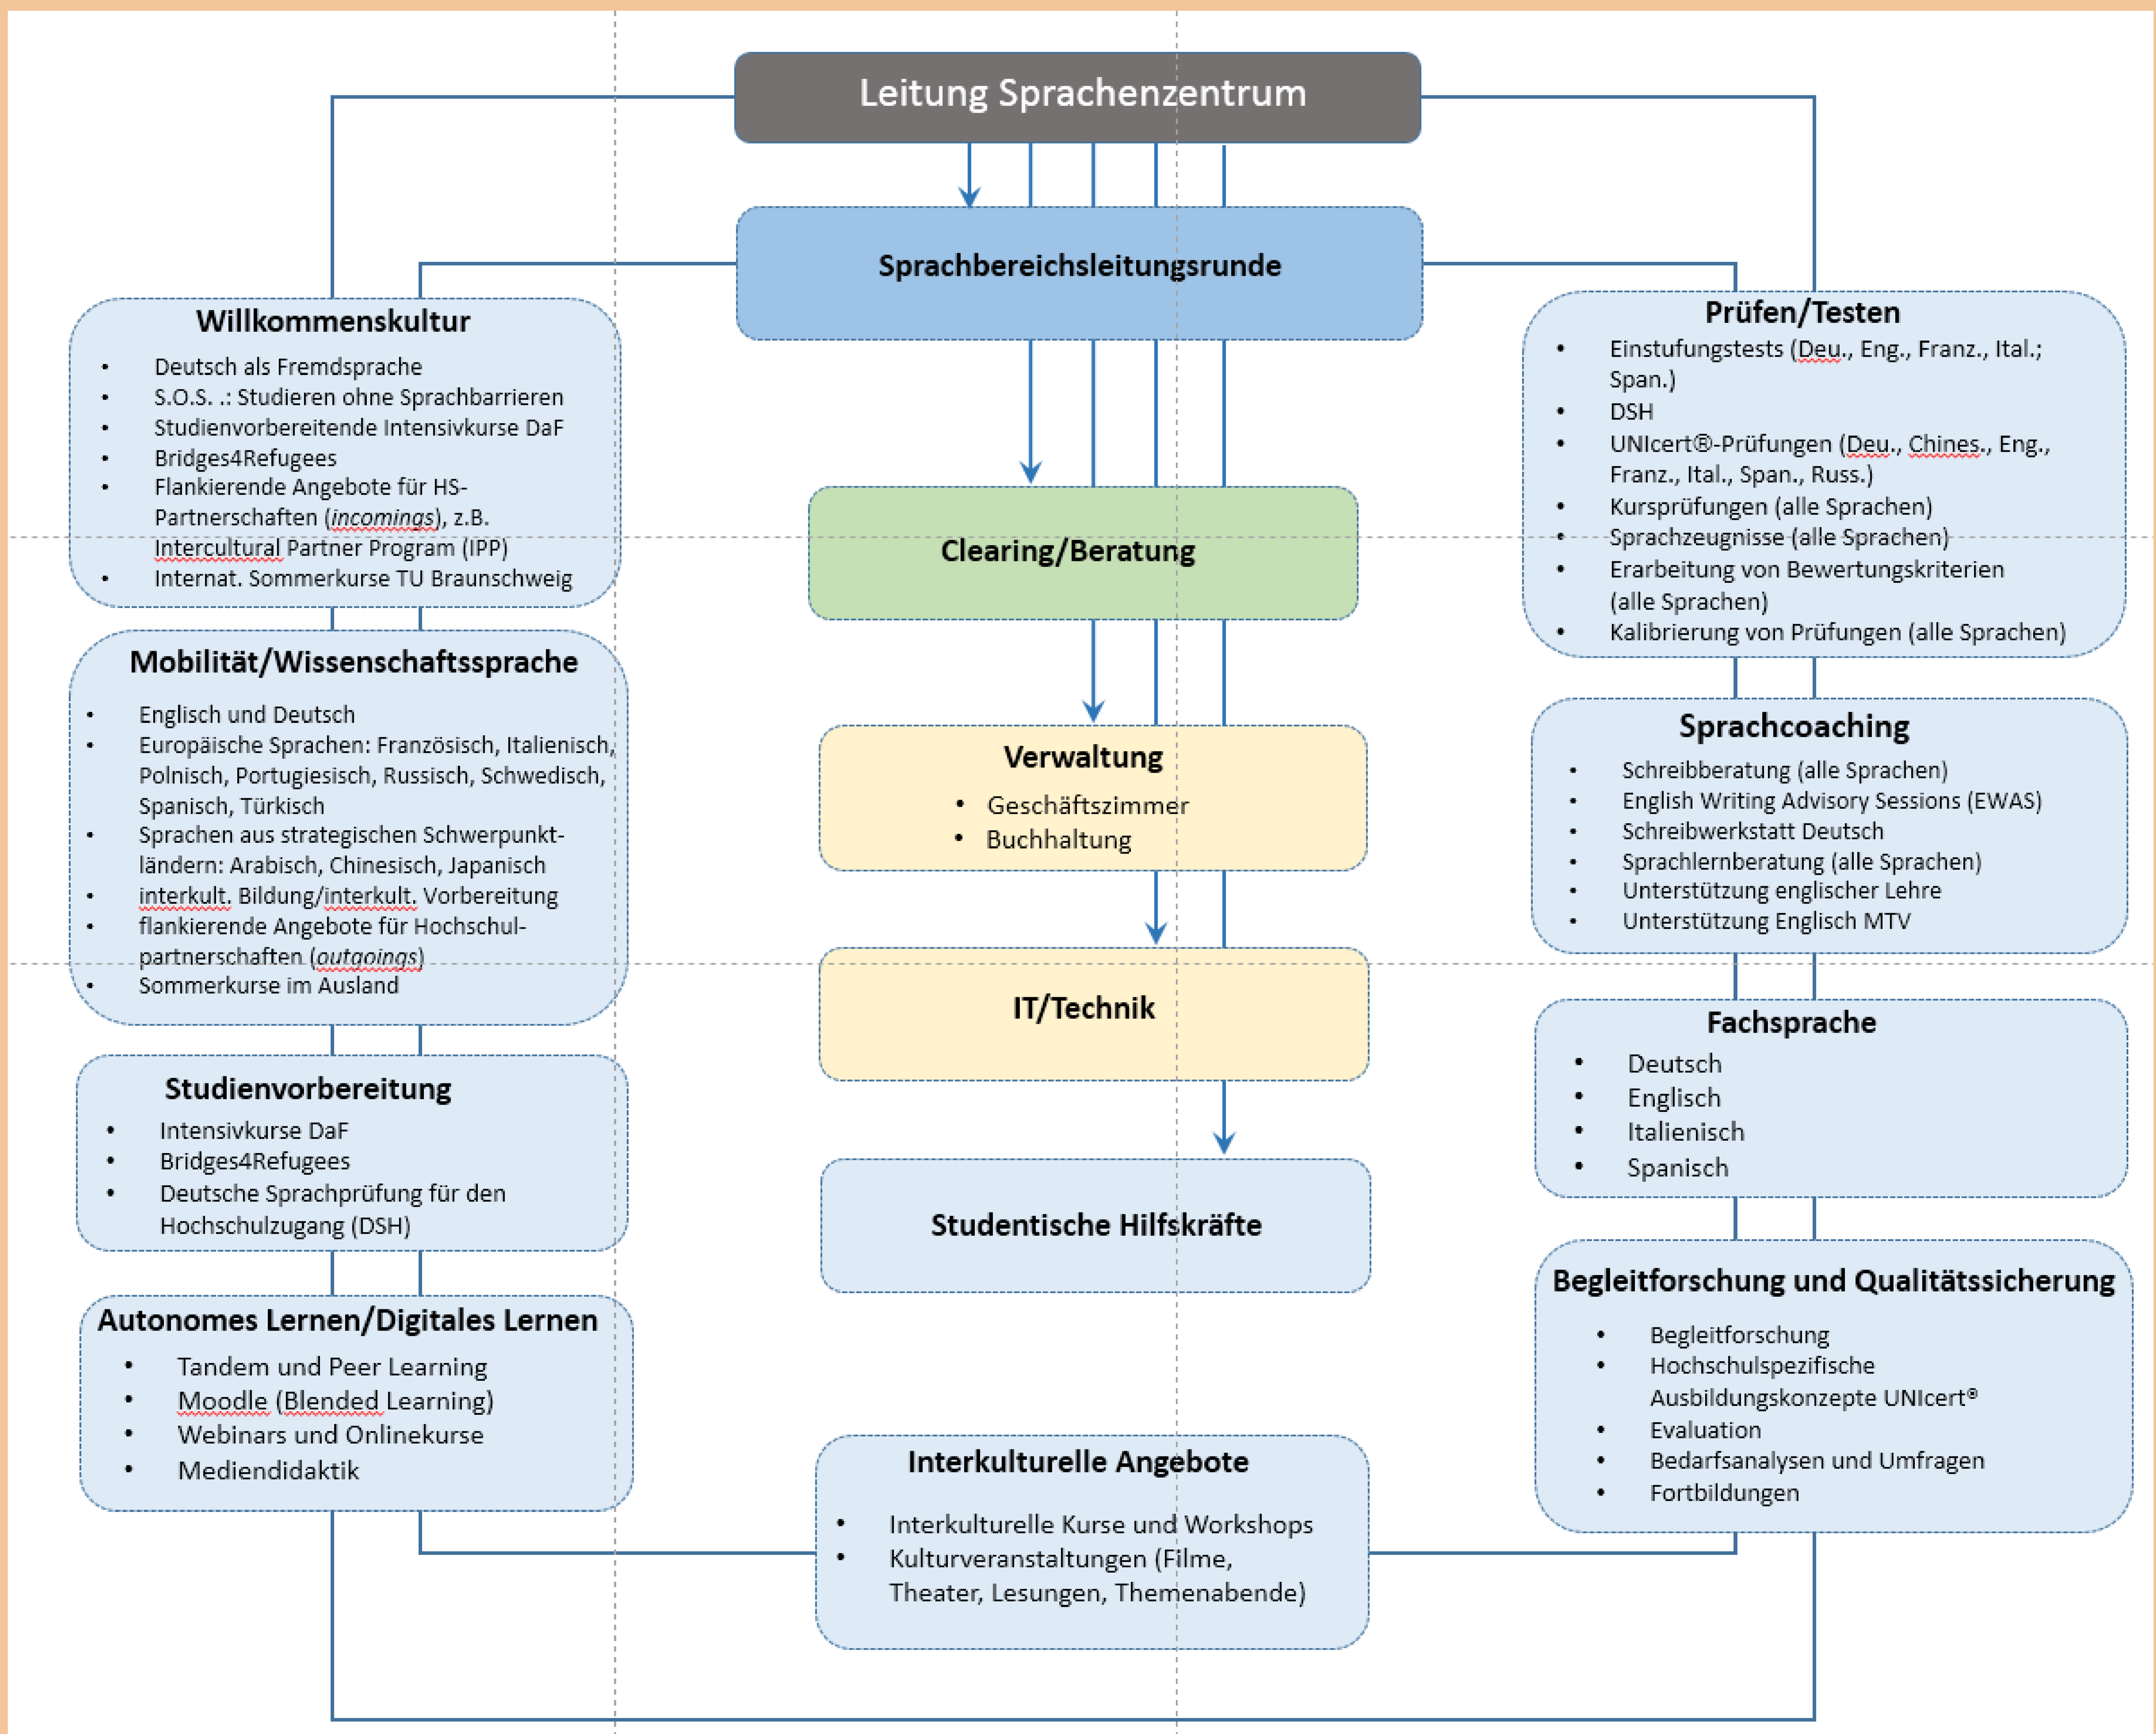 Leitung Sprachenzentrum
Sprachbereichsleitungsrunde
Willkommenskultur
• Deutsch als Fremdsprache
• S.O.S. .: Studieren ohne Sprachbarrieren
• Studienvorbereitende Intensivkurse DaF
• Bridges4Refugees
• Flankierende Angebote für HS-
Partnerschaften (incomings), z.B.
Intercultural Partner Program (IPP)
• Internat. Sommerkurse TU Braunschweig
Mobilität/Wissenschaftssprache
• Englisch und Deutsch
• Europäische Sprachen: Französisch, Italienisch,
Polnisch, Portugiesisch, Russisch, Schwedisch,
Spanisch, Türkisch
• Sprachen aus strategischen Schwerpunkt-
ländern: Arabisch, Chinesisch, Japanisch
• interkult. Bildung/interkult. Vorbereitung
• flankierende Angebote für Hochschul-
partnerschaften (outgoings)
• Sommerkurse im Ausland
Studienvorbereitung
• Intensivkurse DaF
• Bridges4Refugees
• Deutsche Sprachprüfung für den
Hochschulzugang (DSH)
Autonomes Lernen/Digitales Lernen
• Tandem und Peer Learning
• Moodle (Blended Learning)
• Webinars und Onlinekurse
• Mediendidaktik
Clearing/Beratung
Verwaltung
• Geschäftszimmer
• Buchhaltung
IT/Technik
Studentische Hilfskräfte
Interkulturelle Angebote
• Interkulturelle Kurse und Workshops
• Kulturveranstaltungen (Filme,
Theater, Lesungen, Themenabende)
Prüfen/Testen
• Einstufungstests (Deu., Eng., Franz., Ital.;
Span.)
• DSH
• UNIcert®-Prüfungen (Deu., Chines., Eng.,
Franz., Ital., Span., Russ.)
• Kursprüfungen (alle Sprachen)
• Sprachzeugnisse (alle Sprachen)
• Erarbeitung von Bewertungskriterien
(alle Sprachen)
• Kalibrierung von Prüfungen (alle Sprachen)
Sprachcoaching
• Schreibberatung (alle Sprachen)
• English Writing Advisory Sessions (EWAS)
• Schreibwerkstatt Deutsch
• Sprachlernberatung (alle Sprachen)
• Unterstützung englischer Lehre
• Unterstützung Englisch MTV
Fachsprache
• Deutsch
• Englisch
• Italienisch
• Spanisch
Begleitforschung und Qualitätssicherung
• Begleitforschung
• Hochschulspezifische
Ausbildungskonzepte UNIcert®
• Evaluation
• Bedarfsanalysen und Umfragen
• Fortbildungen